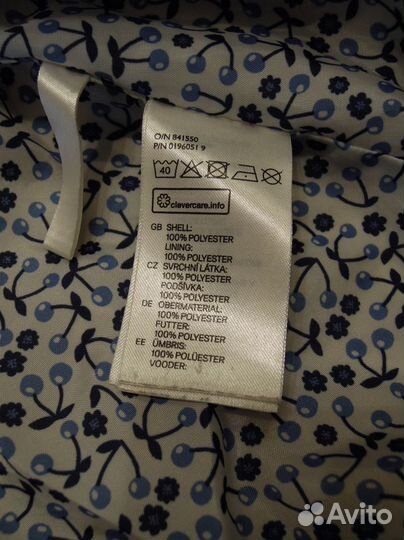 O/N 841550
P/N 0196051 9
40
clevercare.info
GB SHELL:
100% POLYESTER
LINING:
100% POLYESTER
CZ SVRCHNÍ LÁTKA:
100% POLYESTER
PODŠÍVKA:
100% POLYESTER
DE OBERMATERIAL:
100% POLYESTER
FUTTER:
100% POLYESTER
EE ÜMBRIS:
100% POLÜESTER
VOODER:
Avito